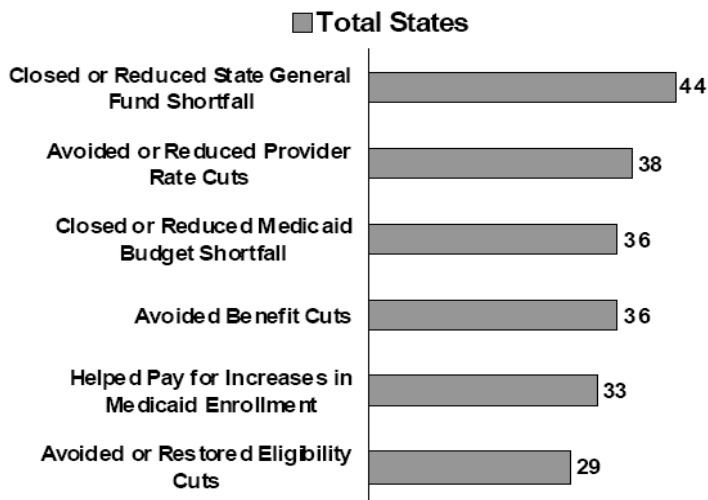 Total States
Closed or Reduced State General
Fund Shortfall
44
Avoided or Reduced Provider
Rate Cuts
38
Closed or Reduced Medicaid
Budget Shortfall
36
Avoided Benefit Cuts
36
Helped Pay for Increases in
Medicaid Enrollment
33
Avoided or Restored Eligibility
Cuts
29